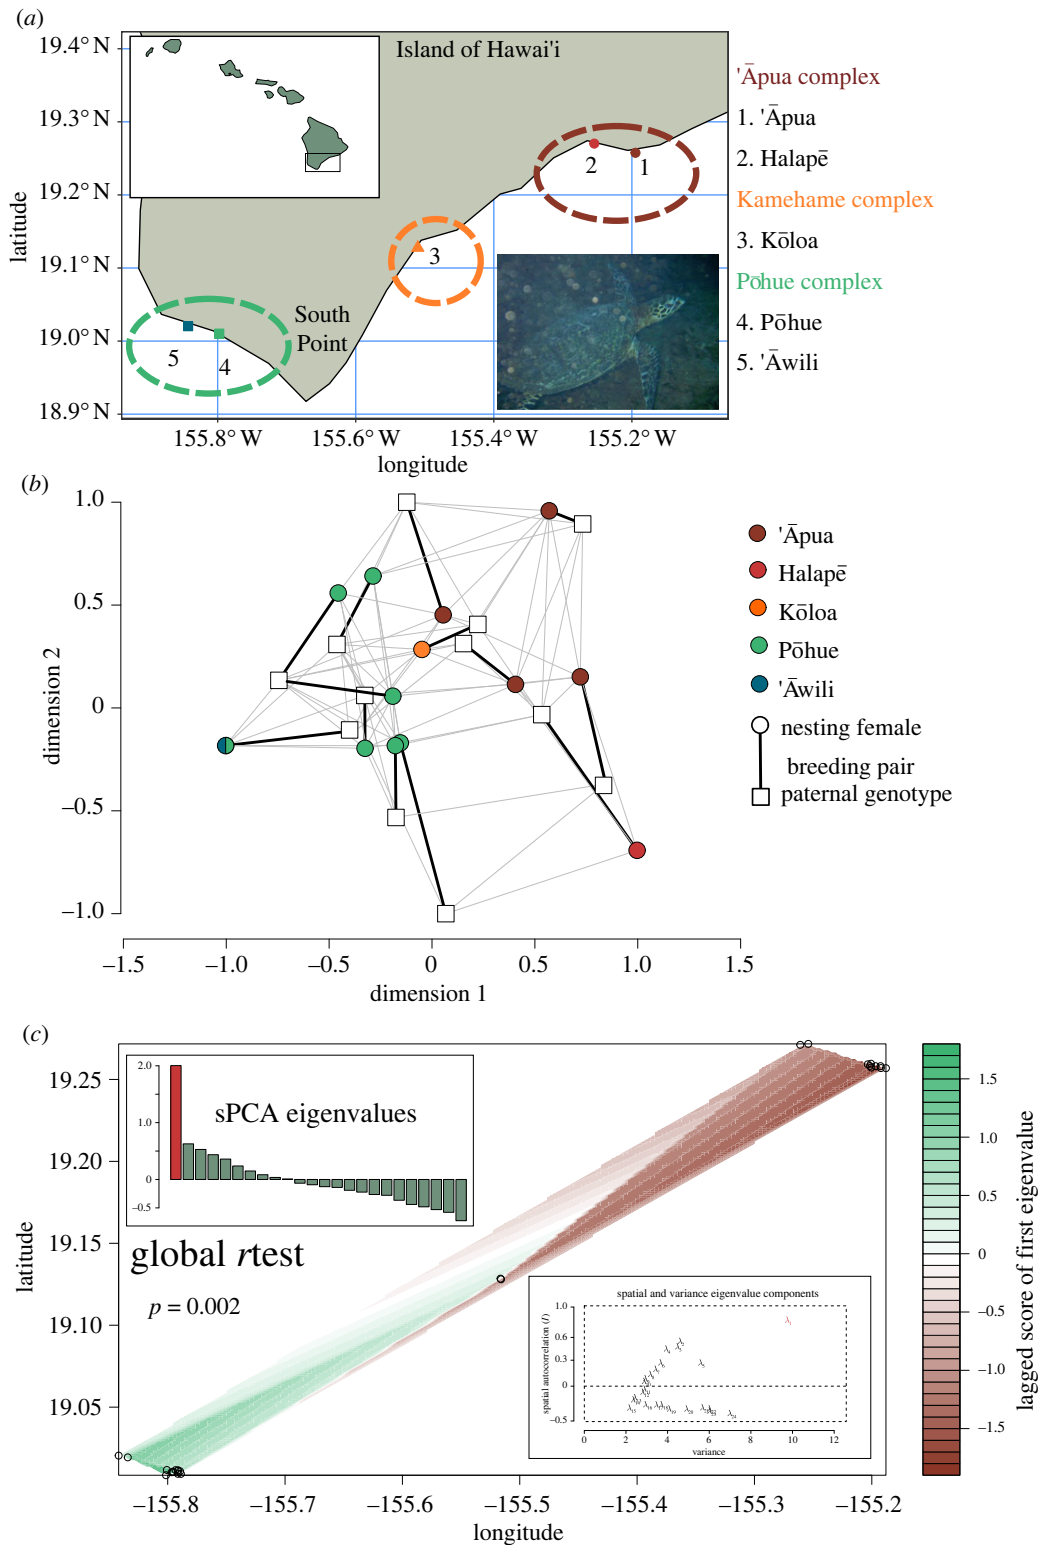 (a)
19.4° N
19.3° N
19.2° N
19.1° N
19.0° N
18.9° N
latitude
Island of Hawai'i
South
Point
1
2
3
4
5
155.8° W
155.6° W
155.4° W
155.2° W
longitude
'Āpua complex
1. 'Āpua
2. Halapē
Kamehame complex
3. Kōloa
Pōhue complex
4. Pōhue
5. 'Āwili
(b)
1.0
0.5
0
−0.5
−1.0
dimension 2
−1.5
−1.0
−0.5
0
0.5
1.0
1.5
dimension 1
'Āpua
Halapē
Kōloa
Pōhue
'Āwili
nesting female
breeding pair
paternal genotype
(c)
19.25
19.20
19.15
19.10
19.05
latitude
2.0
1.0
0
−0.5
sPCA eigenvalues
global rtest
p = 0.002
spatial and variance eigenvalue components
1.0
0.6
0.3
0
−0.5
spatial autocorrelation (I)
0
2
4
6
8
10
12
variance
−155.8
−155.7
−155.6
−155.5
−155.4
−155.3
−155.2
longitude
1.5
1.0
0.5
0
−0.5
−1.0
−1.5
lagged score of first eigenvalue